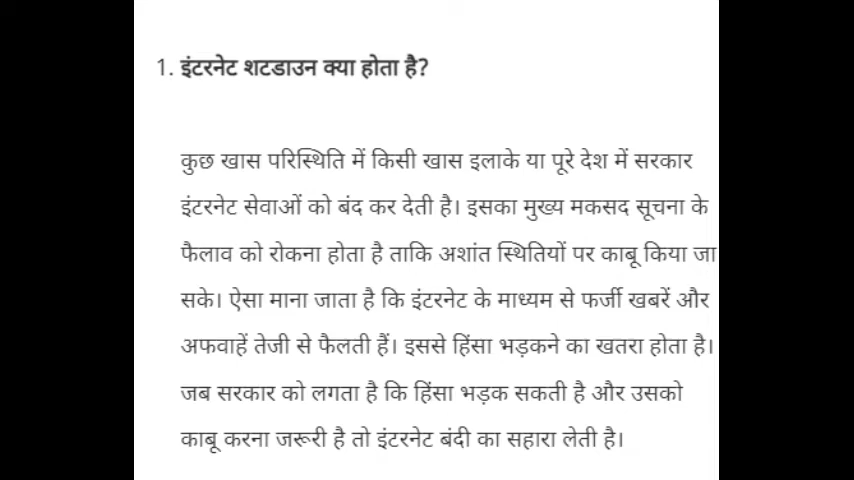 1. इंटरनेट शटडाउन क्या होता है?
कुछ खास परिस्थिति में किसी खास इलाके या पूरे देश में सरकार
इंटरनेट सेवाओं को बंद कर देती है। इसका मुख्य मकसद सूचना के
फैलाव को रोकना होता है ताकि अशांत स्थितियों पर काबू किया जा
सके। ऐसा माना जाता है कि इंटरनेट के माध्यम से फर्जी खबरें और
अफवाहें तेजी से फैलती हैं। इससे हिंसा भड़कने का खतरा होता है।
जब सरकार को लगता है कि हिंसा भड़क सकती है और उसको
काबू करना जरूरी है तो इंटरनेट बंदी का सहारा लेती है।